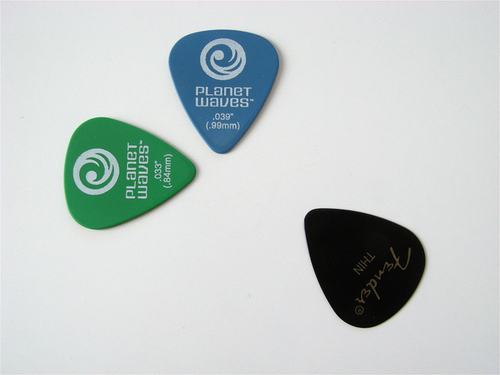 PLANET
WAVES™
.039"
(.99mm)
PLANET
WAVES™
.033"
(.84mm)
Fender®
THIN